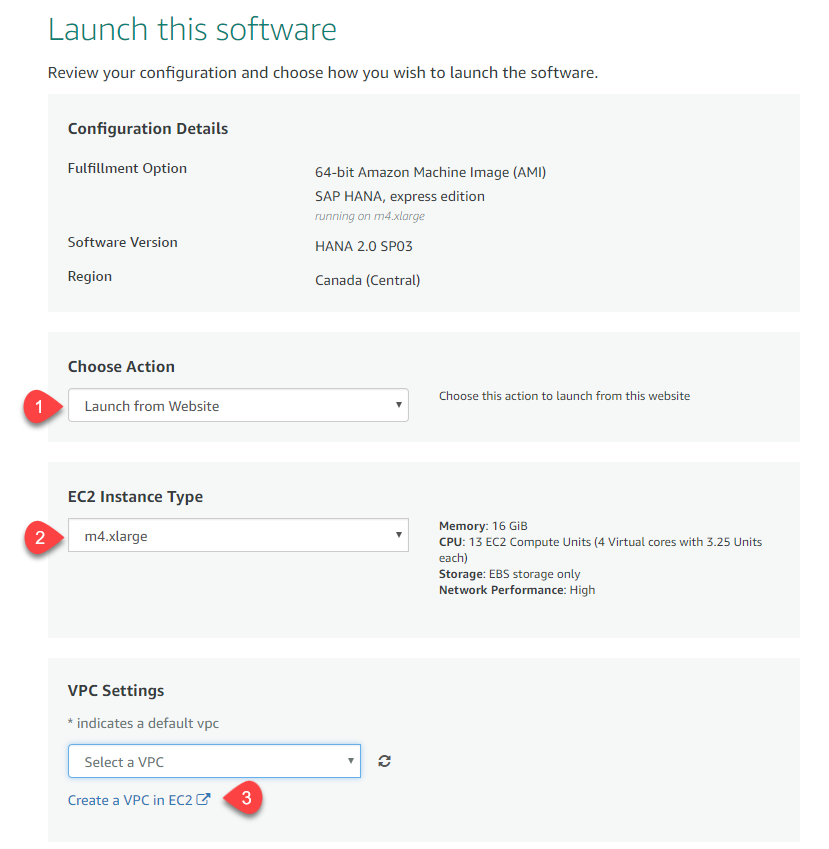 Launch this software
Review your configuration and choose how you wish to launch the software.
Configuration Details
Fulfillment Option
64-bit Amazon Machine Image (AMI)
SAP HANA, express edition
running on m4.xlarge
Software Version
HANA 2.0 SP03
Region
Canada (Central)
Choose Action
1
Launch from Website
Choose this action to launch from this website
EC2 Instance Type
2
m4.xlarge
Memory: 16 GiB
CPU: 13 EC2 Compute Units (4 Virtual cores with 3.25 Units
each)
Storage: EBS storage only
Network Performance: High
VPC Settings
* indicates a default vpc
Select a VPC
Create a VPC in EC2
3